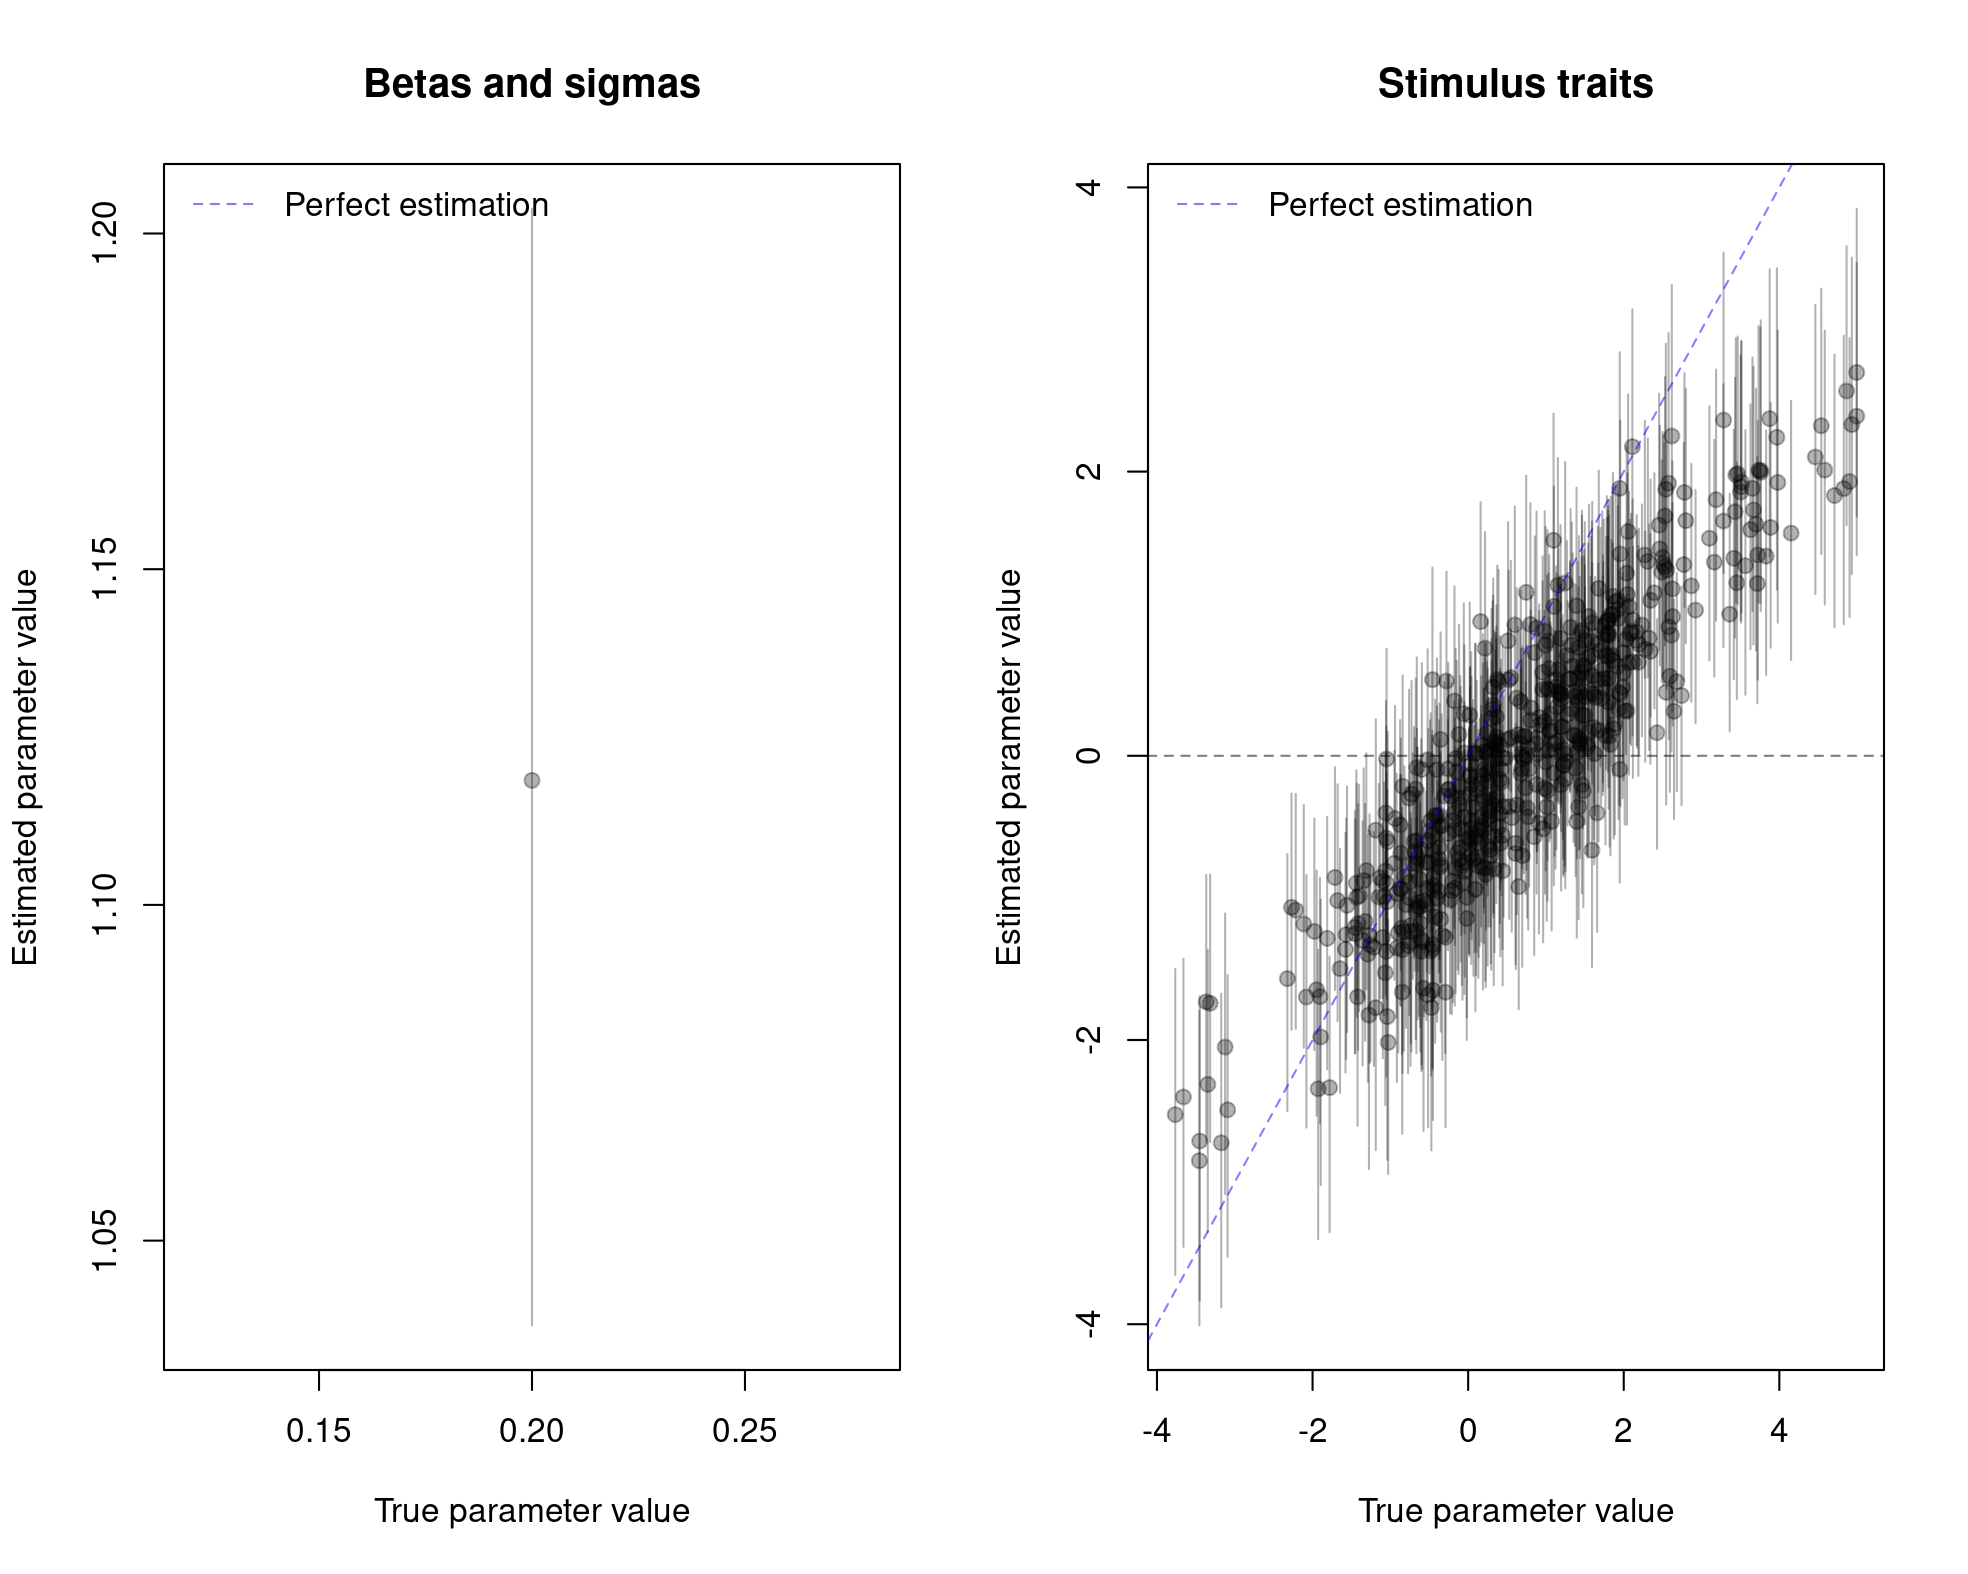 Betas and sigmas
Perfect estimation
1.20
1.15
1.10
1.05
Estimated parameter value
0.15
0.20
0.25
True parameter value
Stimulus traits
Perfect estimation
4
2
0
-2
-4
Estimated parameter value
-4
-2
0
2
4
True parameter value